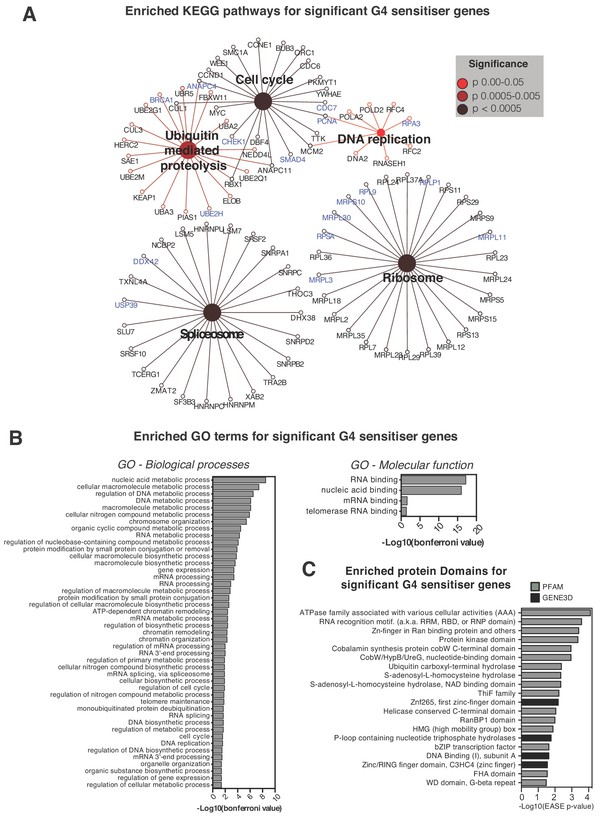 A
Enriched KEGG pathways for significant G4 sensitiser genes
Significance
p 0.00-0.05
p 0.0005-0.005
p < 0.0005
Cell cycle
CCNE1
BUB3
ORC1
SMC1A
CDC6
WEE1
PKMYT1
CCND1
YWHAE
ANAPC4
CDC7
FBXW11
PCNA
MYC
TTK
MCM2
CHEK1
DBF4
SMAD4
ANAPC11
RBX1
Ubiquitin mediated proteolysis
UBR5
BRCA1
CUL1
UBE2G1
CUL3
HERC2
SAE1
UBE2M
KEAP1
UBA3
PIAS1
UBE2H
ELOB
UBE2Q1
NEDD4L
UBA2
DNA replication
POLD2
RFC4
POLA2
RPA3
RFC2
RNASEH1
DNA2
Ribosome
RPL24
RPL37A
RPLP1
RPL9
RPS11
MRPS10
RPS29
MRPL30
MRPS9
RPSA
MRPL11
RPL36
RPL23
MRPL3
MRPL24
MRPL18
MRPS5
MRPL2
MRPS15
MRPL35
RPS13
RPL7
MRPL12
RPL29
RPL39
Spliceosome
HNRNPU
LSM5
LSM7
NCBP2
SRSF2
DDX42
SNRPA1
TXNL4A
SNRPC
USP39
THOC3
SLU7
DHX38
SRSF10
SNRPD2
TCERG1
SNRPB2
ZMAT2
TRA2B
SF3B3
XAB2
HNRNPC
HNRNPM
B
Enriched GO terms for significant G4 sensitiser genes
GO - Biological processes
nucleic acid metabolic process
cellular macromolecule metabolic process
regulation of DNA metabolic process
DNA metabolic process
macromolecule metabolic process
cellular nitrogen compound metabolic process
chromosome organization
organic cyclic compound metabolic process
RNA metabolic process
regulation of nucleobase-containing compound metabolic process
protein modification by small protein conjugation or removal
cellular macromolecule biosynthetic process
macromolecule biosynthetic process
gene expression
mRNA processing
RNA processing
regulation of macromolecule metabolic process
protein modification by small protein conjugation
regulation of cellular macromolecule biosynthetic process
ATP-dependent chromatin remodeling
mRNA metabolic process
regulation of biosynthetic process
chromatin remodeling
chromatin organization
regulation of mRNA processing
RNA 3'-end processing
regulation of primary metabolic process
cellular nitrogen compound biosynthetic process
mRNA splicing, via spliceosome
cellular biosynthetic process
regulation of cell cycle
regulation of nitrogen compound metabolic process
telomere maintenance
monoubiquitinated protein deubiquitination
RNA splicing
DNA biosynthetic process
regulation of metabolic process
cell cycle
DNA replication
regulation of DNA biosynthetic process
mRNA 3'-end processing
organelle organization
organic substance biosynthetic process
regulation of gene expression
regulation of cellular metabolic process
0 2 4 6 8 10
-Log10(bonferroni value)
GO - Molecular function
RNA binding
nucleic acid binding
mRNA binding
telomerase RNA binding
0 5 10 15 20
-Log10(bonferroni value)
C
Enriched protein Domains for significant G4 sensitiser genes
PFAM
GENE3D
ATPase family associated with various cellular activities (AAA)
RNA recognition motif. (a.k.a. RRM, RBD, or RNP domain)
Zn-finger in Ran binding protein and others
Protein kinase domain
Cobalamin synthesis protein cobW C-terminal domain
CobW/HypB/UreG, nucleotide-binding domain
Ubiquitin carboxyl-terminal hydrolase
S-adenosyl-L-homocysteine hydrolase
S-adenosyl-L-homocysteine hydrolase, NAD binding domain
ThiF family
Znf265, first zinc-finger domain
Helicase conserved C-terminal domain
RanBP1 domain
HMG (high mobility group) box
P-loop containing nucleotide triphosphate hydrolases
bZIP transcription factor
DNA Binding (I), subunit A
Zinc/RING finger domain, C3HC4 (zinc finger)
FHA domain
WD domain, G-beta repeat
0 1 2 3 4
-Log10(EASE p-value)